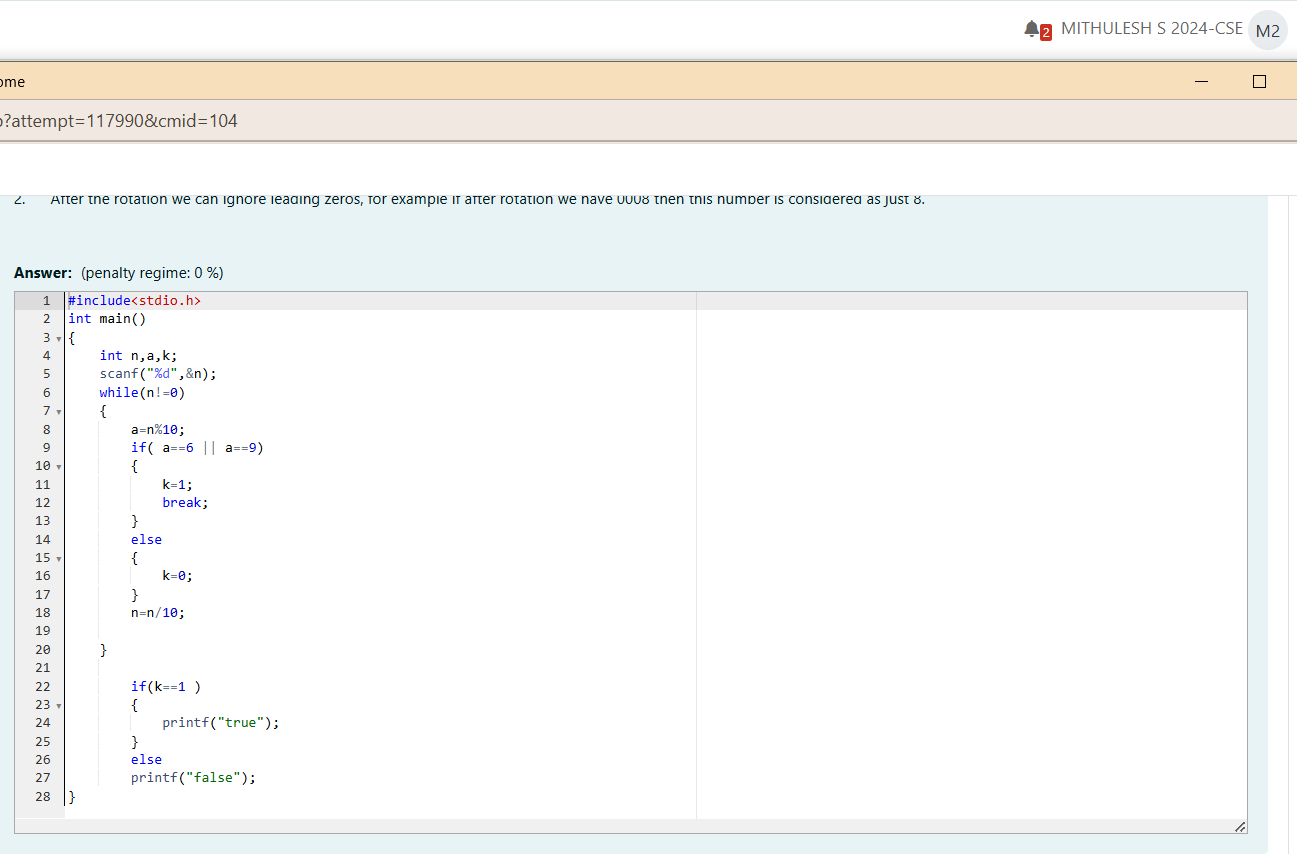 2 MITHULESH S 2024-CSE M2
ome
p?attempt=117990&cmid=104
2. After the rotation we can ignore leading zeros, for example if after rotation we have 0008 then this number is considered as just 8.
Answer: (penalty regime: 0 %)
1 #include<stdio.h>
2 int main()
3 {
4 int n,a,k;
5 scanf("%d",&n);
6 while(n!=0)
7 {
8 a=n%10;
9 if( a==6 || a==9)
10 {
11 k=1;
12 break;
13 }
14 else
15 {
16 k=0;
17 }
18 n=n/10;
19
20 }
21
22 if(k==1 )
23 {
24 printf("true");
25 }
26 else
27 printf("false");
28 }